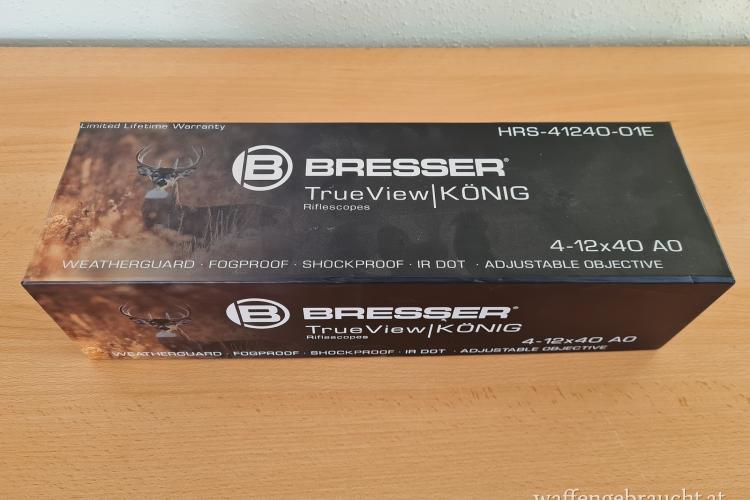 Limited Lifetime Warranty
HRS-41240-01E
B BRESSER®
TrueView|KÖNIG
Riflescopes
4-12x40 AO
WEATHERGUARD · FOGPROOF · SHOCKPROOF · IR DOT · ADJUSTABLE OBJECTIVE
B BRESSER®
TrueView|KÖNIG
Riflescopes
4-12x40 AO
WEATHERGUARD · FOGPROOF · SHOCKPROOF · IR DOT · ADJUSTABLE OBJECTIVE
waffengebraucht.at